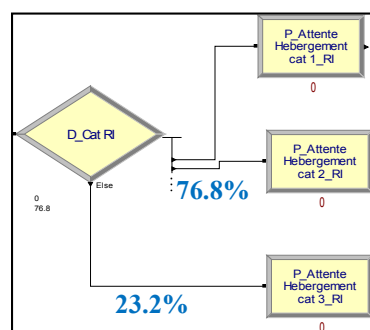 P_Attente
Hebergement
cat 1_RI
0
D_Cat RI
P_Attente
Hebergement
cat 2_RI
0
Else
0
76.8
76.8%
P_Attente
Hebergement
cat 3_RI
23.2%
0